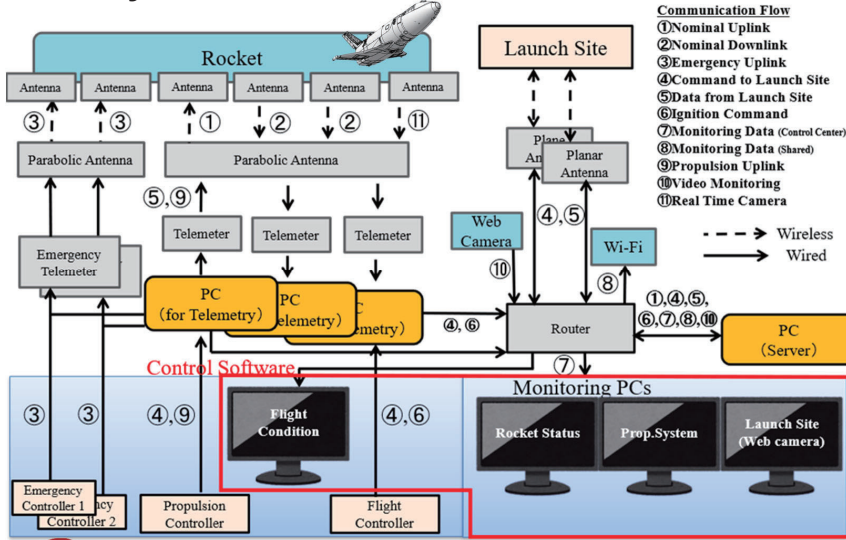 Rocket
Launch Site
Communication Flow
①Nominal Uplink
②Nominal Downlink
③Emergency Uplink
④Command to Launch Site
⑤Data from Launch Site
⑥Ignition Command
⑦Monitoring Data (Control Center)
⑧Monitoring Data (Shared)
⑨Propulsion Uplink
⑩Video Monitoring
⑪Real Time Camera
Wireless
Wired
Antenna
Antenna
Antenna
Antenna
Antenna
Antenna
③
③
①
②
②
⑪
Parabolic Antenna
Parabolic Antenna
Plane
Planar
Antenna
⑤,⑨
④,⑤
Telemeter
Telemeter
Telemeter
Web
Camera
Wi-Fi
Emergency
Telemeter
⑩
⑧
PC
(for Telemetry)
PC
④,⑥
Router
①,④,⑤,
⑥,⑦,⑧,⑩
PC
(Server)
Control Software
⑦
Monitoring PCs
③
③
④,⑨
④,⑥
Flight
Condition
Rocket Status
Prop.System
Launch Site
(Web camera)
Emergency
Controller 1
Controller 2
Propulsion
Controller
Flight
Controller